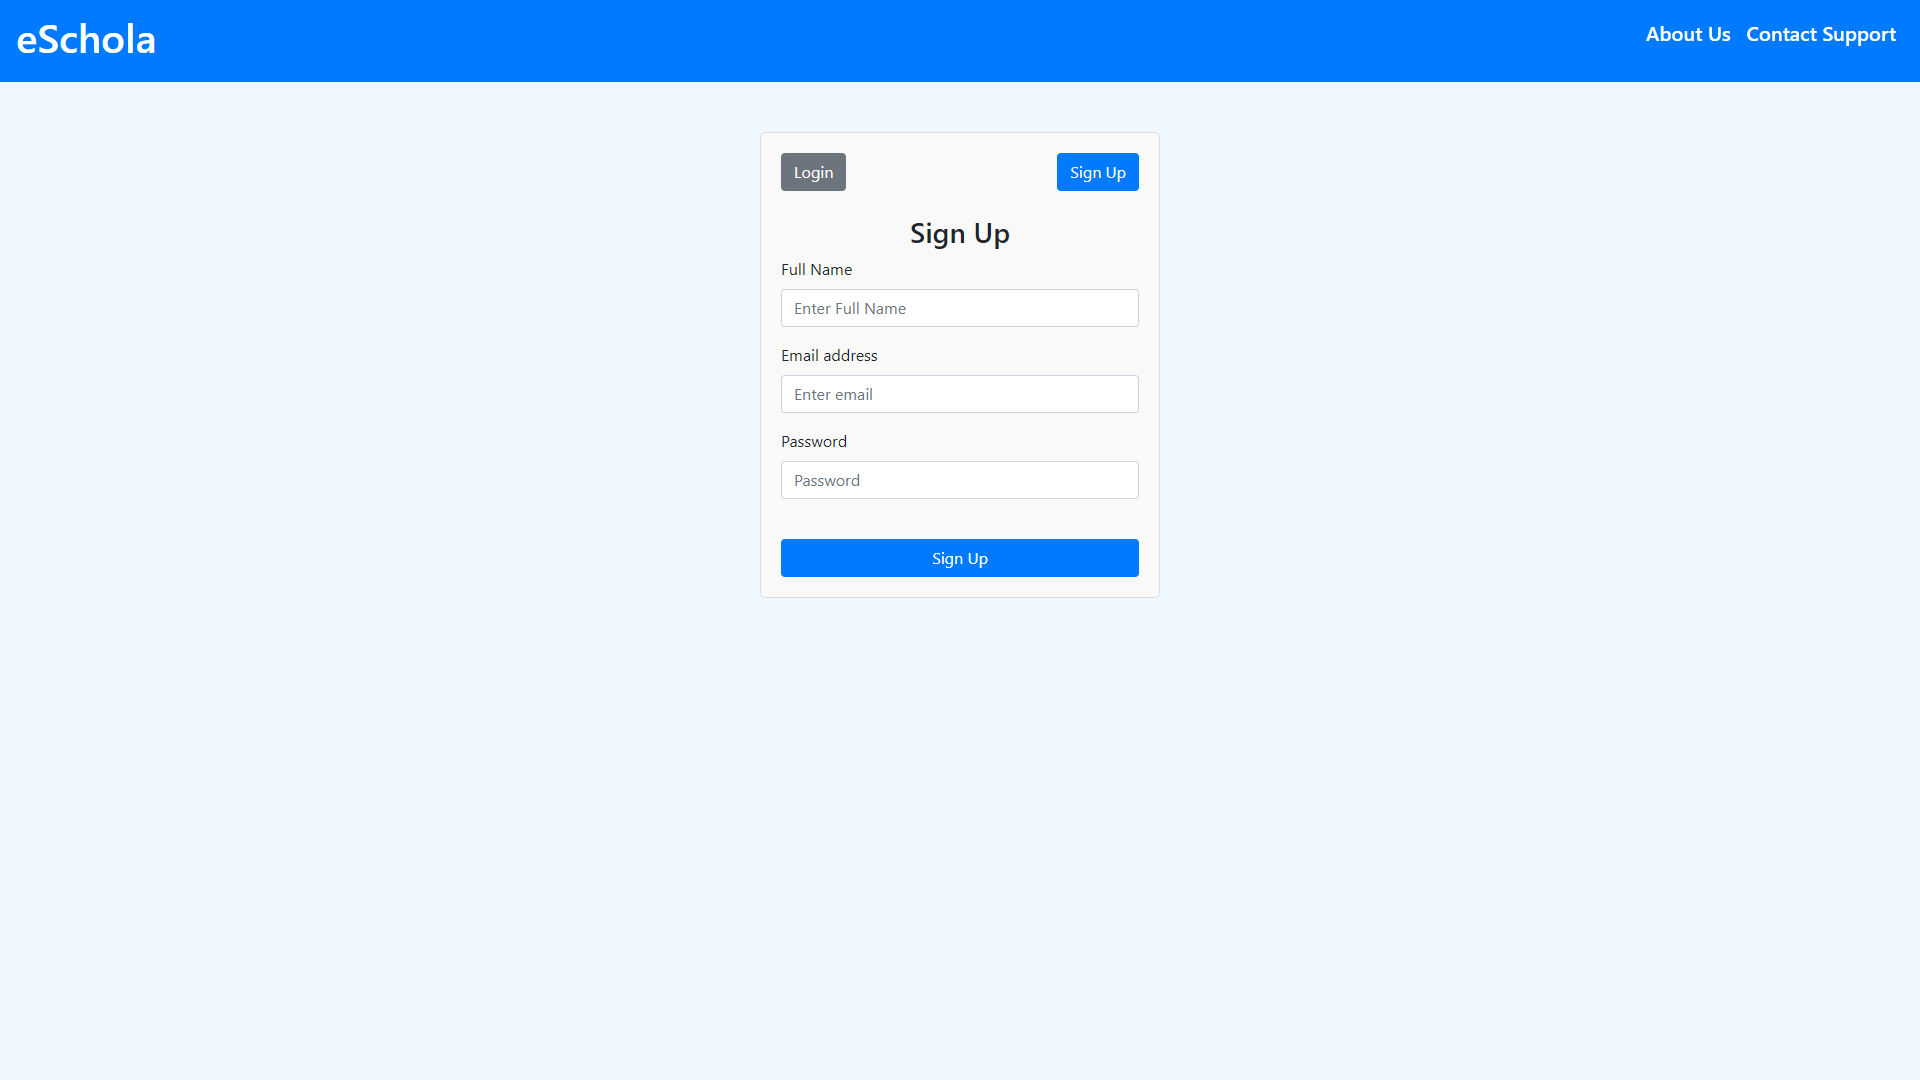 eSchola
About Us Contact Support
Login Sign Up
Sign Up
Full Name
Enter Full Name
Email address
Enter email
Password
Password
Sign Up